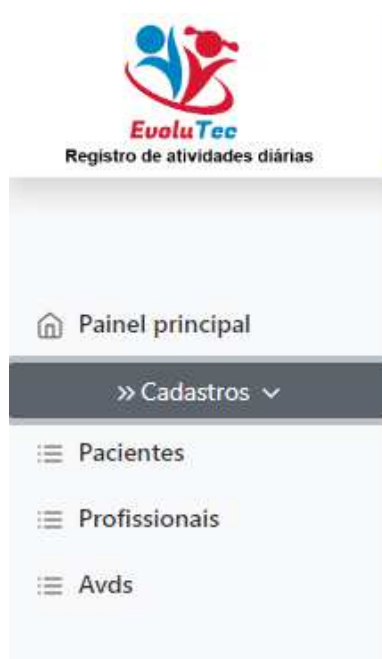 EvoluTec
Registro de atividades diárias
Painel principal
» Cadastros
Pacientes
Profissionais
Avds